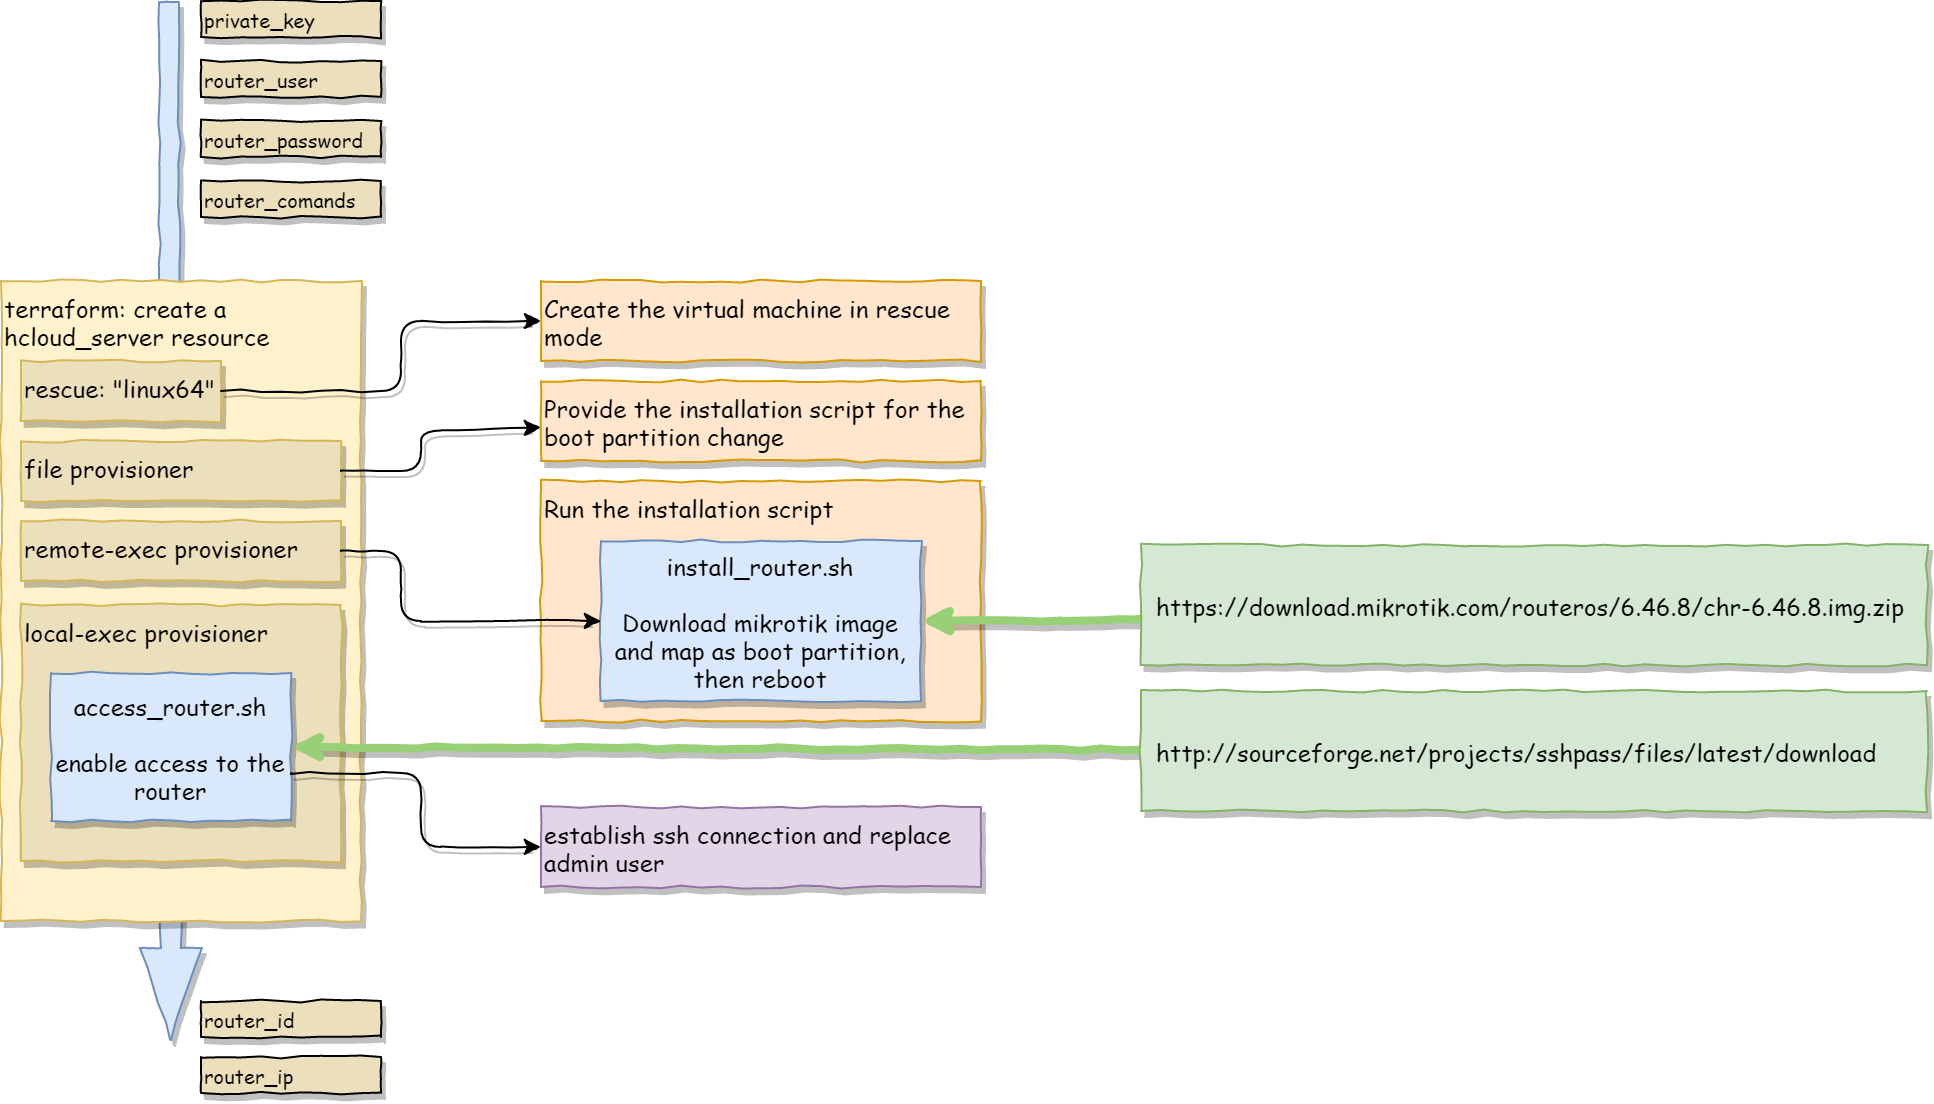 private_key
router_user
router_password
router_comands
terraform: create a
hcloud_server resource
rescue: "linux64"
file provisioner
remote-exec provisioner
local-exec provisioner
access_router.sh
enable access to the
router
Create the virtual machine in rescue
mode
Provide the installation script for the
boot partition change
Run the installation script
install_router.sh
Download mikrotik image
and map as boot partition,
then reboot
establish ssh connection and replace
admin user
https://download.mikrotik.com/routeros/6.46.8/chr-6.46.8.img.zip
http://sourceforge.net/projects/sshpass/files/latest/download
router_id
router_ip